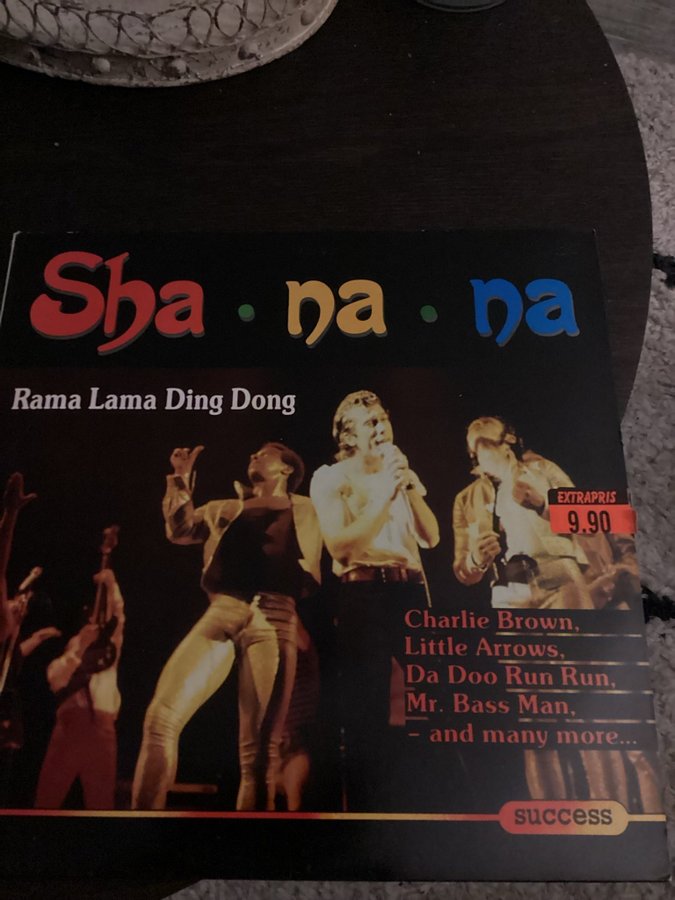 Sha • na • na
Rama Lama Ding Dong
EXTRAPRIS
9.90
Charlie Brown,
Little Arrows,
Da Doo Run Run,
Mr. Bass Man,
– and many more...
success